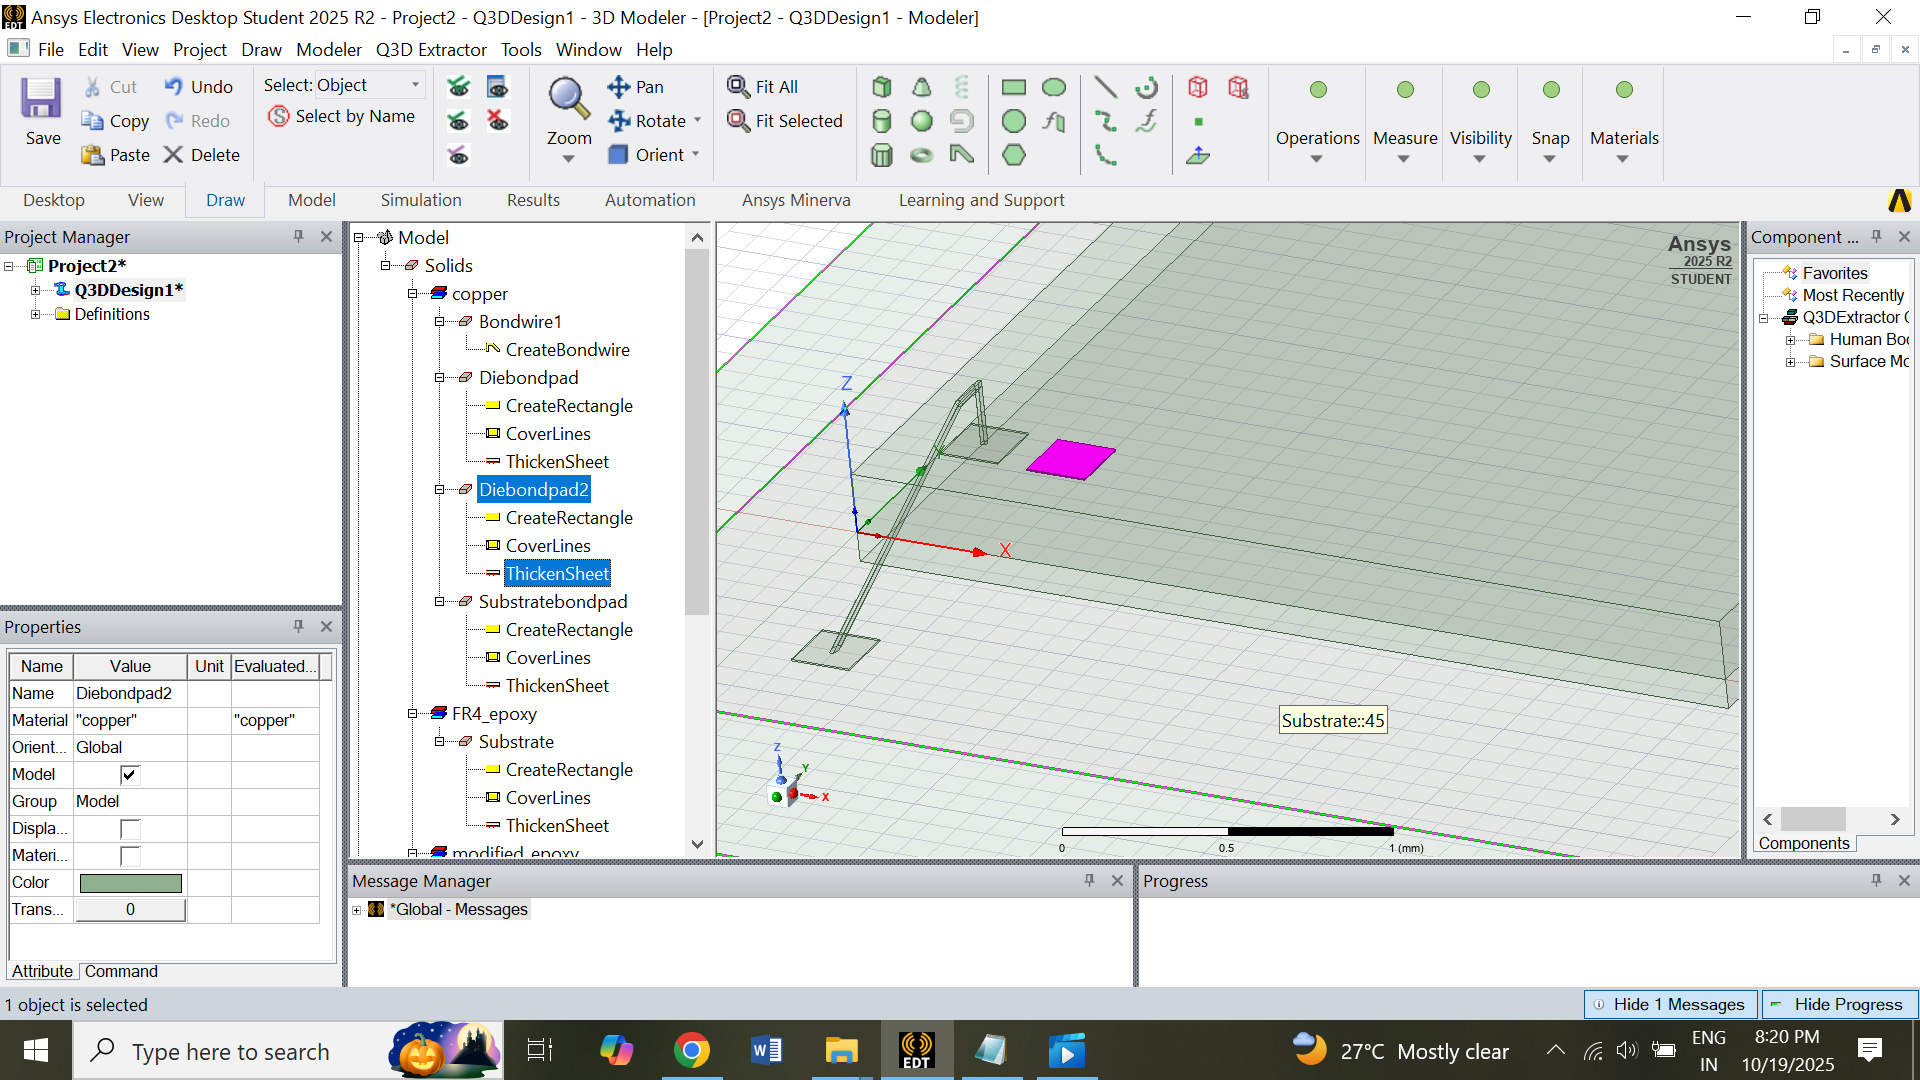 Ansys Electronics Desktop Student 2025 R2 - Project2 - Q3DDesign1 - 3D Modeler - [Project2 - Q3DDesign1 - Modeler]
File Edit View Project Draw Modeler Q3D Extractor Tools Window Help
Save
Cut
Copy
Paste
Undo
Redo
Delete
Select: Object
Select by Name
Zoom
Pan
Rotate
Orient
Fit All
Fit Selected
Operations
Measure
Visibility
Snap
Materials
Desktop View Draw Model Simulation Results Automation Ansys Minerva Learning and Support
Project Manager
Project2*
Q3DDesign1*
Definitions
Properties
Name Value Unit Evaluated...
Name Diebondpad2
Material "copper" "copper"
Orient... Global
Model
Group Model
Displa...
Materi...
Color
Trans... 0
Attribute Command
Model
Solids
copper
Bondwire1
CreateBondwire
Diebondpad
CreateRectangle
CoverLines
ThickenSheet
Diebondpad2
CreateRectangle
CoverLines
ThickenSheet
Substratebondpad
CreateRectangle
CoverLines
ThickenSheet
FR4_epoxy
Substrate
CreateRectangle
CoverLines
ThickenSheet
modified_epoxy
Ansys
2025 R2
STUDENT
Z
X
Substrate::45
Z
Y
X
0 0.5 1 (mm)
Component ...
Favorites
Most Recently
Q3DExtractor
Human Bo
Surface Mo
Components
Message Manager
*Global - Messages
Progress
1 object is selected
Hide 1 Messages
Hide Progress
Type here to search
EDT
27°C Mostly clear
ENG
IN
8:20 PM
10/19/2025